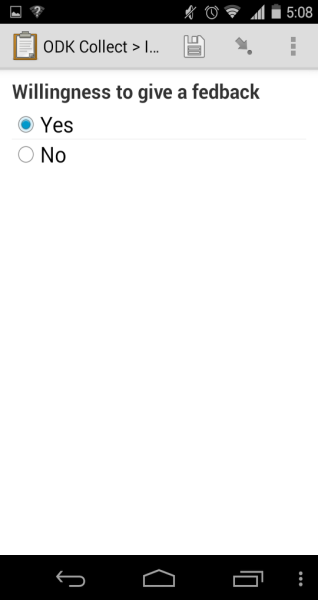 5:08
ODK Collect > I...
Willingness to give a fedback
Yes
No